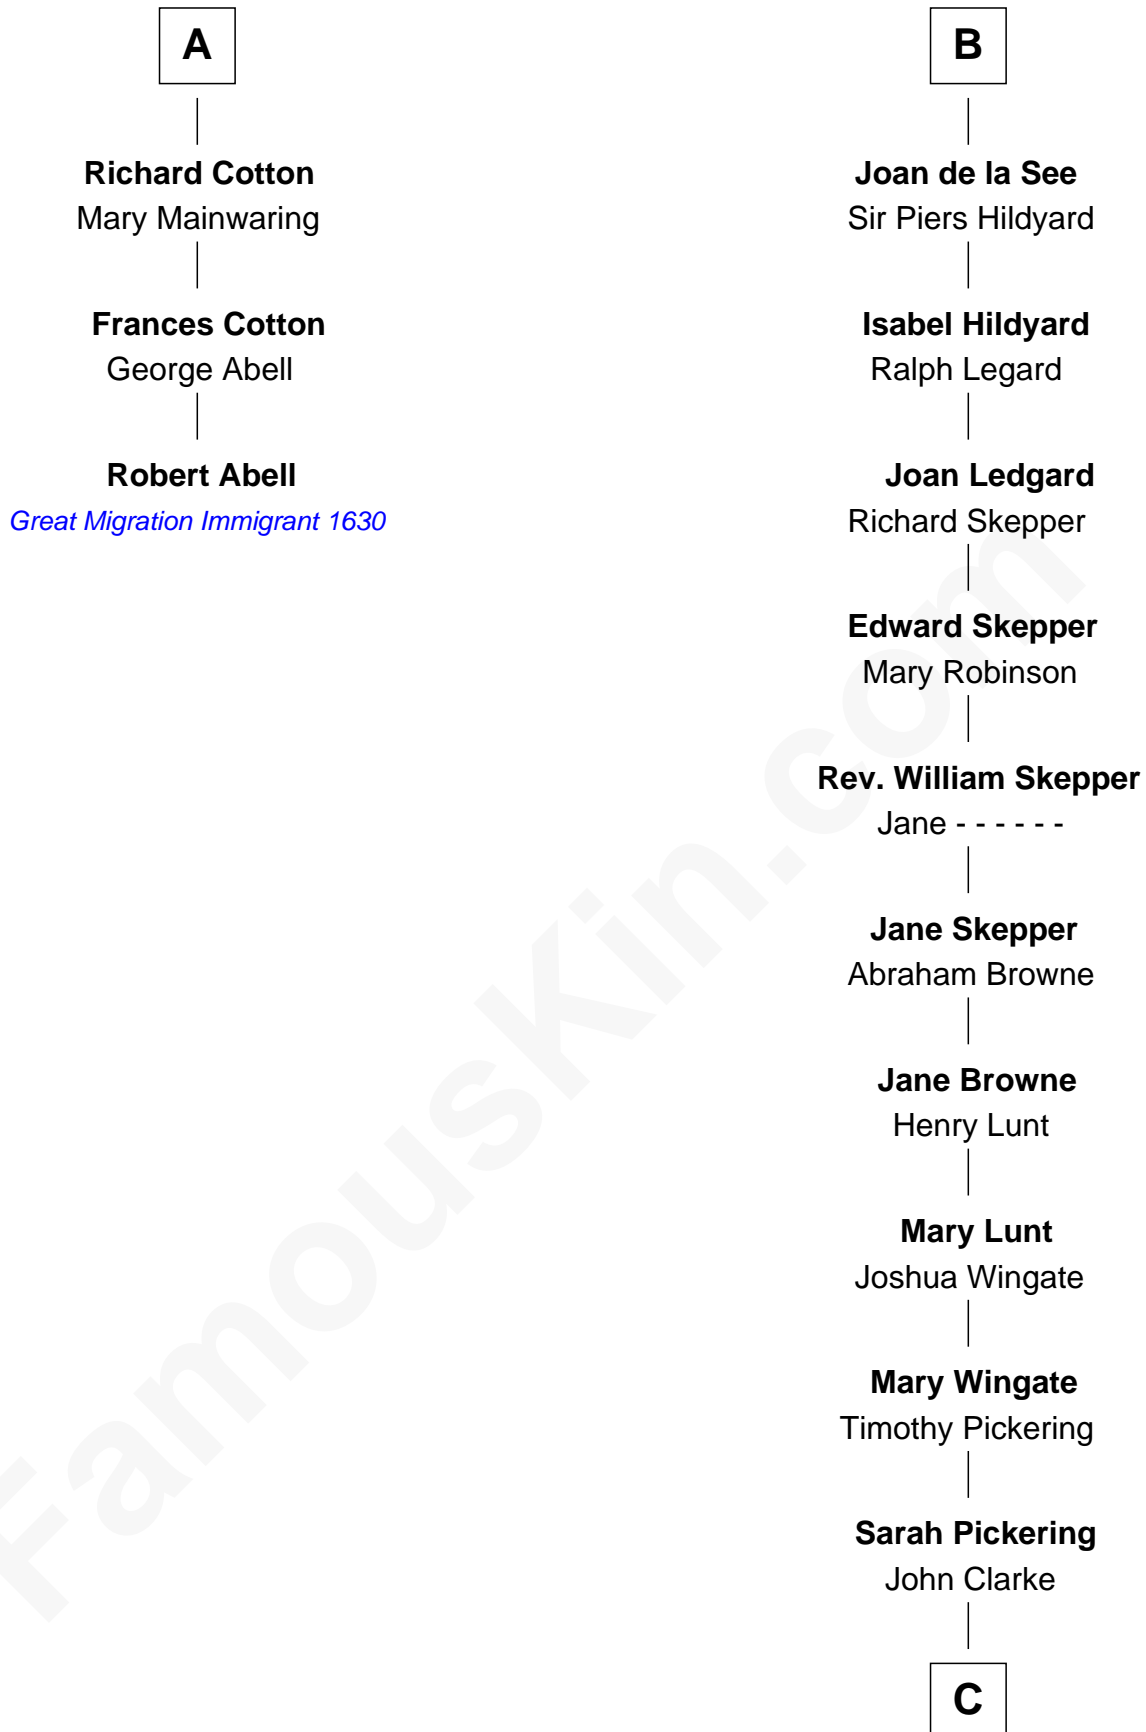 A
Richard Cotton
Mary Mainwaring
Frances Cotton
George Abell
Robert Abell
Great Migration Immigrant 1630
B
Joan de la See
Sir Piers Hildyard
Isabel Hildyard
Ralph Legard
Joan Ledgard
Richard Skepper
Edward Skepper
Mary Robinson
Rev. William Skepper
Jane - - - - - -
Jane Skepper
Abraham Browne
Jane Browne
Henry Lunt
Mary Lunt
Joshua Wingate
Mary Wingate
Timothy Pickering
Sarah Pickering
John Clarke
C
FamousKin.com